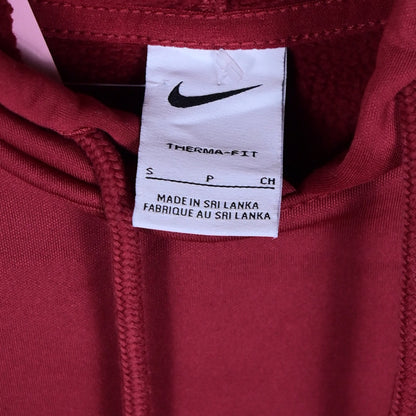 THERMA-FIT
S P CH
MADE IN SRI LANKA
FABRIQUE AU SRI LANKA